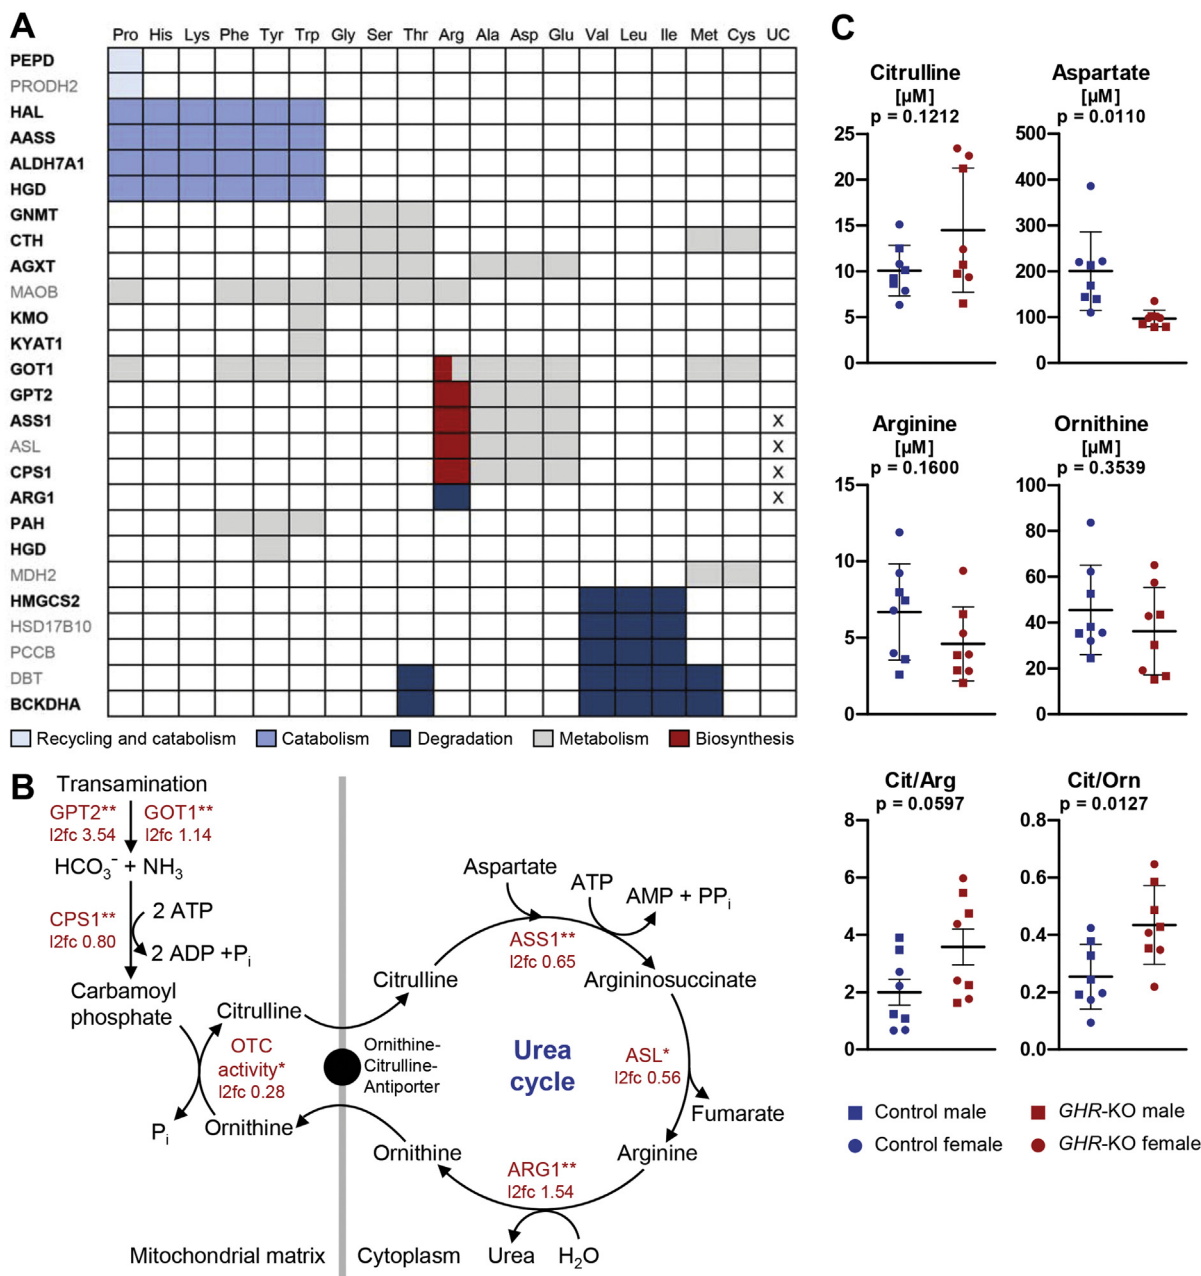 A
Pro His Lys Phe Tyr Trp Gly Ser Thr Arg Ala Asp Glu Val Leu Ile Met Cys UC
PEPD
PRODH2
HAL
AASS
ALDH7A1
HGD
GNMT
CTH
AGXT
MAOB
KMO
KYAT1
GOT1
GPT2
ASS1 X
ASL X
CPS1 X
ARG1 X
PAH
HGD
MDH2
HMGCS2
HSD17B10
PCCB
DBT
BCKDHA
Recycling and catabolism Catabolism Degradation Metabolism Biosynthesis
B
Transamination
GPT2** GOT1**
l2fc 3.54 l2fc 1.14
HCO3- + NH3
CPS1**
l2fc 0.80
2 ATP
2 ADP +Pi
Carbamoyl
phosphate
Citrulline
OTC
activity*
l2fc 0.28
Pi
Ornithine
Ornithine-
Citrulline-
Antiporter
Citrulline
Aspartate
ATP
AMP + PPi
ASS1**
l2fc 0.65
Argininosuccinate
Urea
cycle
ASL*
l2fc 0.56
Fumarate
Arginine
ARG1**
l2fc 1.54
Ornithine
Urea
H2O
Mitochondrial matrix
Cytoplasm
C
Citrulline
[µM]
p = 0.1212
25
20
15
10
5
0
Aspartate
[µM]
p = 0.0110
500
400
300
200
100
0
Arginine
[µM]
p = 0.1600
15
10
5
0
Ornithine
[µM]
p = 0.3539
100
80
60
40
20
0
Cit/Arg
p = 0.0597
8
6
4
2
0
Cit/Orn
p = 0.0127
0.8
0.6
0.4
0.2
0.0
Control male
GHR-KO male
Control female
GHR-KO female